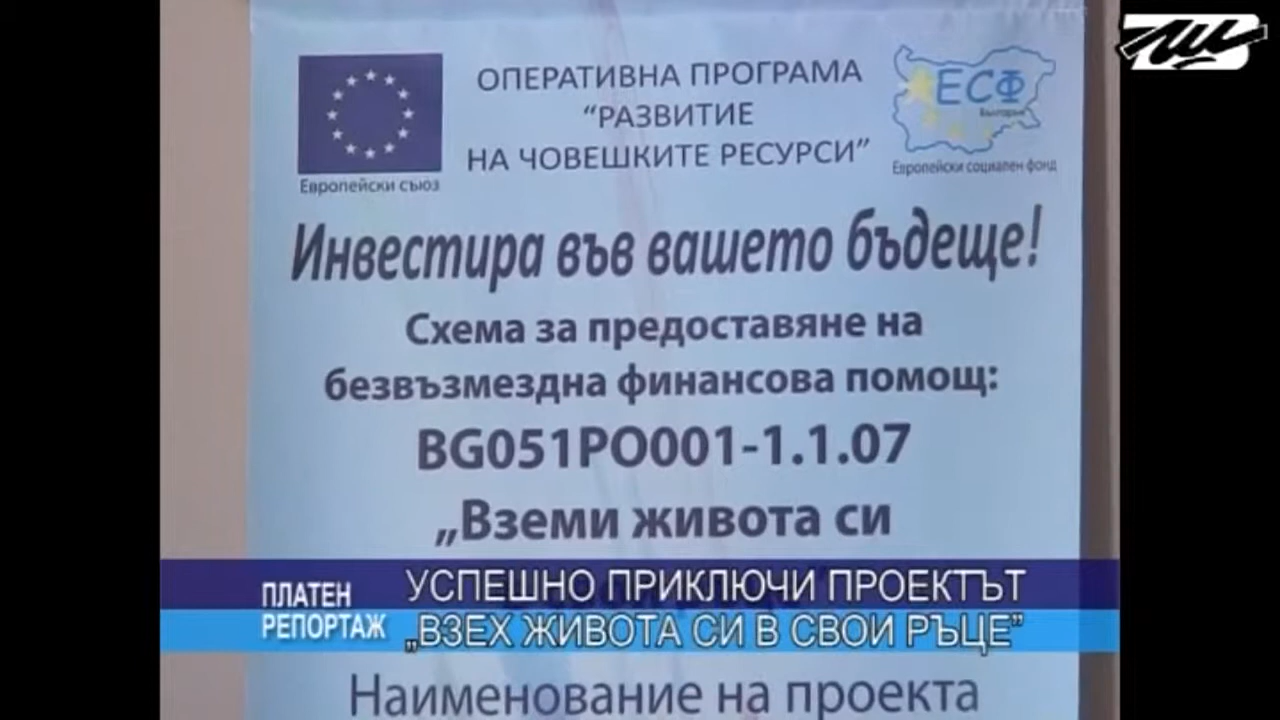 ОПЕРАТИВНА ПРОГРАМА
“РАЗВИТИЕ
НА ЧОВЕШКИТЕ РЕСУРСИ”
Европейски съюз
ЕСФ
България
Европейски социален фонд
Инвестира във вашето бъдеще!
Схема за предоставяне на
безвъзмездна финансова помощ:
BG051PO001-1.1.07
„Вземи живота си
ПЛАТЕН
РЕПОРТАЖ
УСПЕШНО ПРИКЛЮЧИ ПРОЕКТЪТ
„ВЗЕХ ЖИВОТА СИ В СВОИ РЪЦЕ”
Наименование на проекта